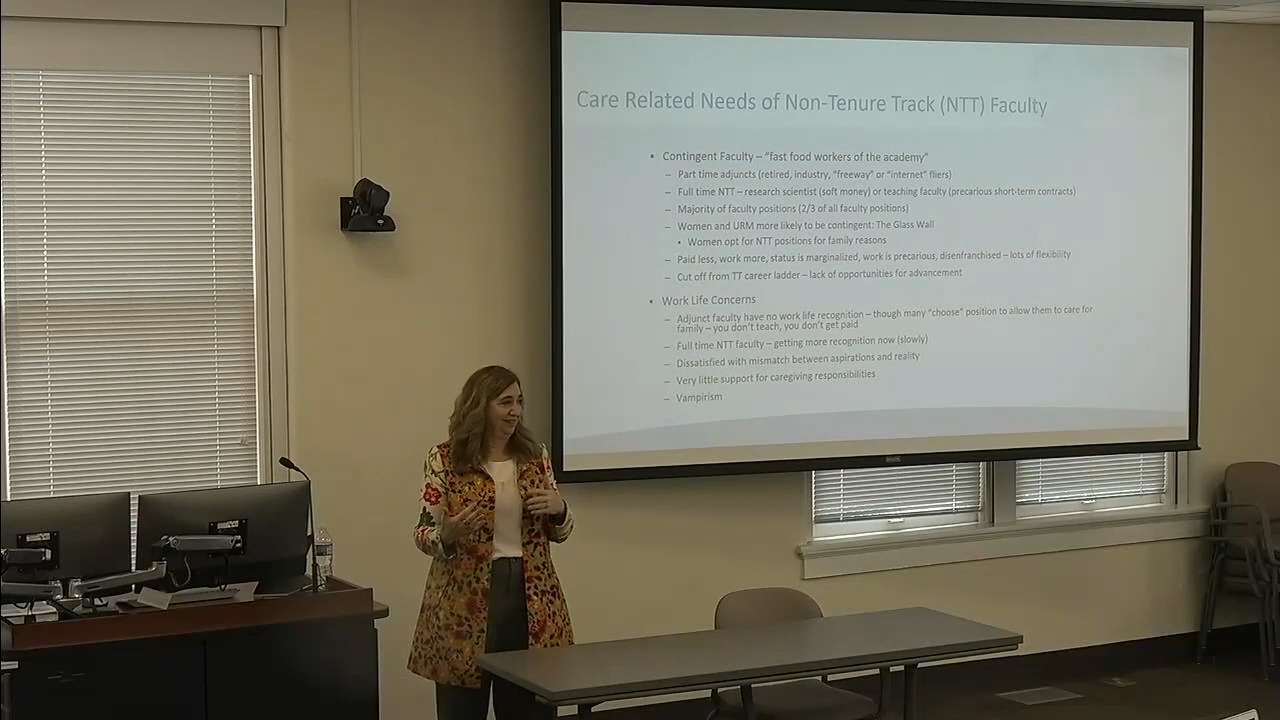 Care Related Needs of Non-Tenure Track (NTT) Faculty
• Contingent Faculty – "fast food workers of the academy"
– Part time adjuncts (retired, industry, "freeway" or "internet" fliers)
– Full time NTT – research scientist (soft money) or teaching faculty (precarious short-term contracts)
– Majority of faculty positions (2/3 of all faculty positions)
– Women and URM more likely to be contingent: The Glass Wall
• Women opt for NTT positions for family reasons
– Paid less, work more, status is marginalized, work is precarious, disenfranchised – lots of flexibility
– Cut off from TT career ladder – lack of opportunities for advancement
• Work Life Concerns
– Adjunct faculty have no work life recognition – though many "choose" position to allow them to care for
family – you don't teach, you don't get paid
– Full time NTT faculty – getting more recognition now (slowly)
– Dissatisfied with mismatch between aspirations and reality
– Very little support for caregiving responsibilities
– Vampirism